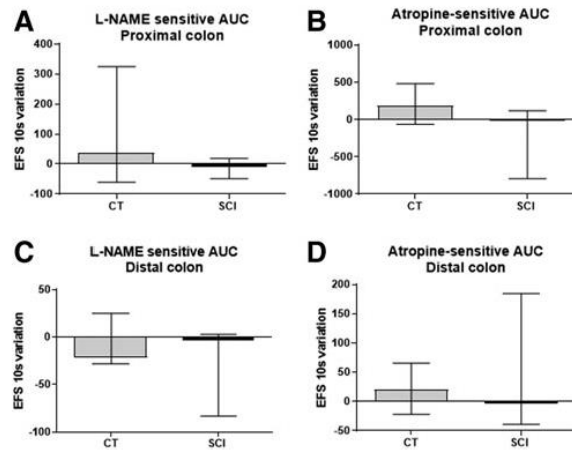 A
L-NAME sensitive AUC
Proximal colon
EFS 10s variation
400
300
200
100
0
-100
CT
SCI
B
Atropine-sensitive AUC
Proximal colon
EFS 10s variation
1000
500
0
-500
-1000
CT
SCI
C
L-NAME sensitive AUC
Distal colon
EFS 10s variation
50
0
-50
-100
CT
SCI
D
Atropine-sensitive AUC
Distal colon
EFS 10s variation
200
150
100
50
0
-50
CT
SCI